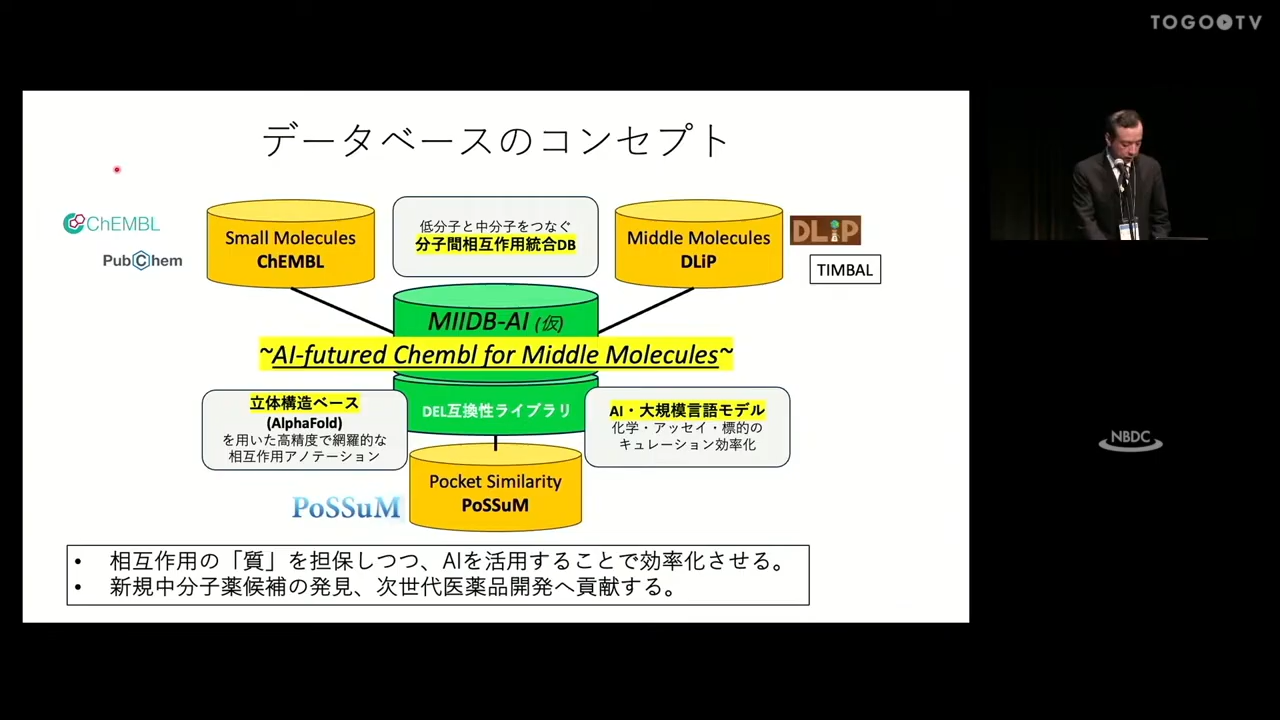 TOGOTV
データベースのコンセプト
ChEMBL
PubChem
Small Molecules
ChEMBL
低分子と中分子をつなぐ
分子間相互作用統合DB
Middle Molecules
DLiP
DLiP
TIMBAL
MIIDB-AI (仮)
~AI-futured Chembl for Middle Molecules~
立体構造ベース
(AlphaFold)
を用いた高精度で網羅的な
相互作用アノテーション
DEL互換性ライブラリ
AI・大規模言語モデル
化学・アッセイ・標的の
キュレーション効率化
PoSSuM
Pocket Similarity
PoSSuM
NBDC
• 相互作用の「質」を担保しつつ、AIを活用することで効率化させる。
• 新規中分子薬候補の発見、次世代医薬品開発へ貢献する。